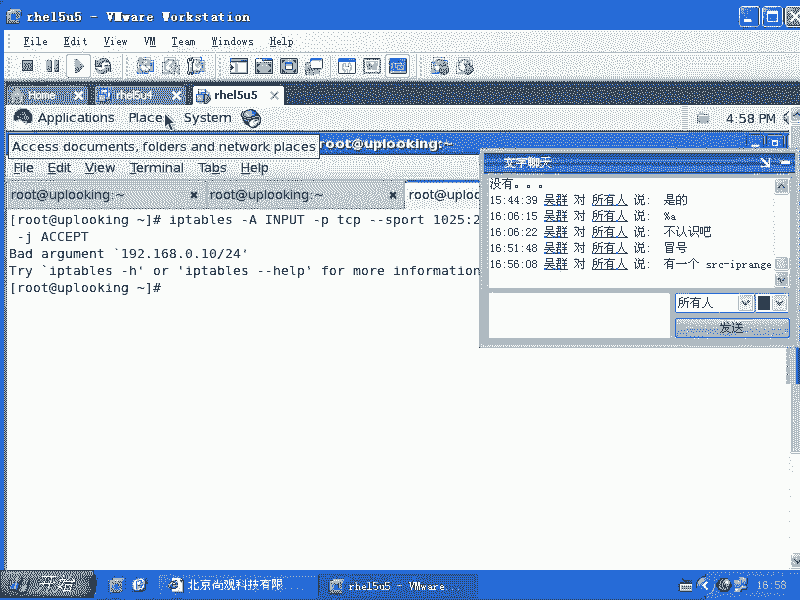 rhel5u5 - VMware Workstation
File Edit View VM Team Windows Help
Home rhel5u4 rhel5u5
Applications Place System 4:58 PM
Access documents, folders and network places
root@uplooking:~
File Edit View Terminal Tabs Help
root@uplooking:~ root@uplooking:~ root@uploo
[root@uplooking ~]# iptables -A INPUT -p tcp --sport 1025:2
-j ACCEPT
Bad argument `192.168.0.10/24'
Try `iptables -h' or 'iptables --help' for more information
[root@uplooking ~]#
文字聊天
没有。。。
15:44:39 吴群 对 所有人 说: 是的
16:06:15 吴群 对 所有人 说: %a
16:06:22 吴群 对 所有人 说: 不认识吧
16:51:48 吴群 对 所有人 说: 冒号
16:56:08 吴群 对 所有人 说: 有一个 src-iprange
所有人
发送
开始 北京尚观科技有限... rhel5u5 - VMware... 16:58